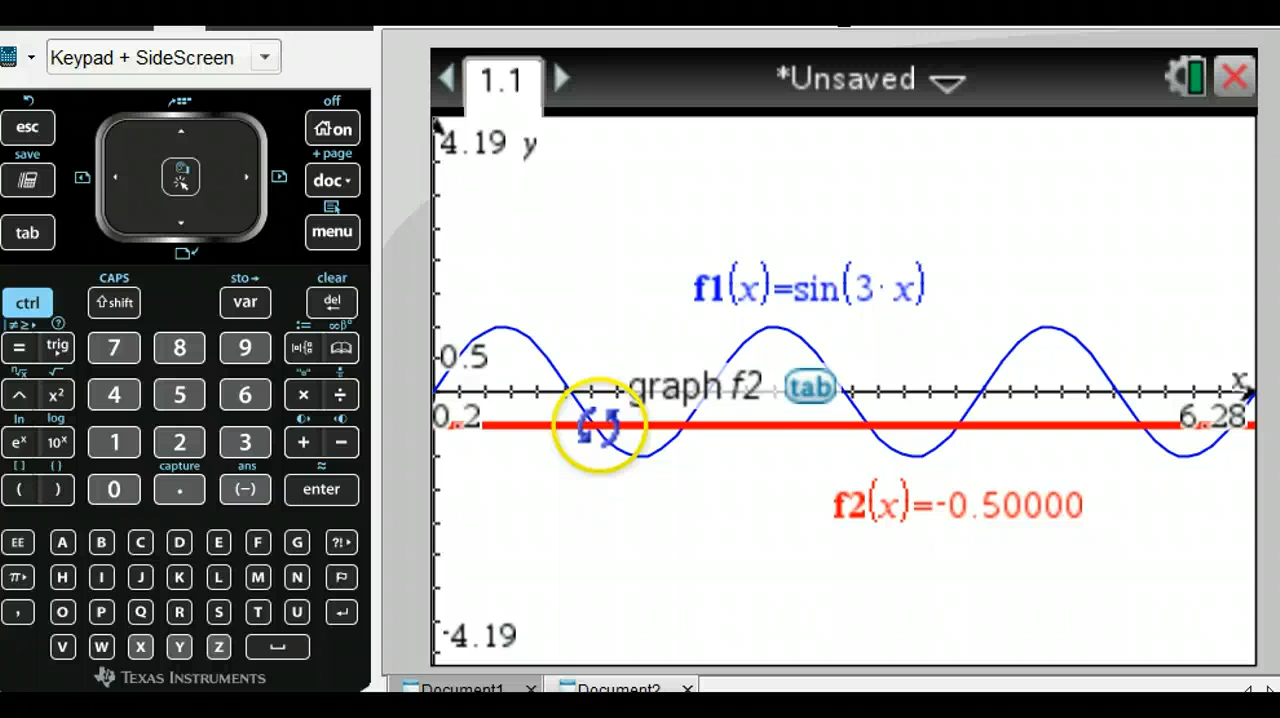 Keypad + SideScreen
off
esc
on
save
+ page
doc
tab
menu
CAPS
sto→
clear
ctrl
⇧shift
var
del
=
trig
7
8
9
^
x²
4
5
6
×
÷
ln
log
eˣ
10ˣ
1
2
3
+
−
capture
ans
≈
(
)
0
.
(−)
enter
EE
A
B
C
D
E
F
G
?!▸
π▸
H
I
J
K
L
M
N
,
O
P
Q
R
S
T
U
V
W
X
Y
Z
TEXAS INSTRUMENTS
1.1
*Unsaved
4.19 y
f1(x)=sin(3· x)
0.5
graph f2 tab
x
0.2
6.28
f2(x)=-0.50000
-4.19
Document1
Document2